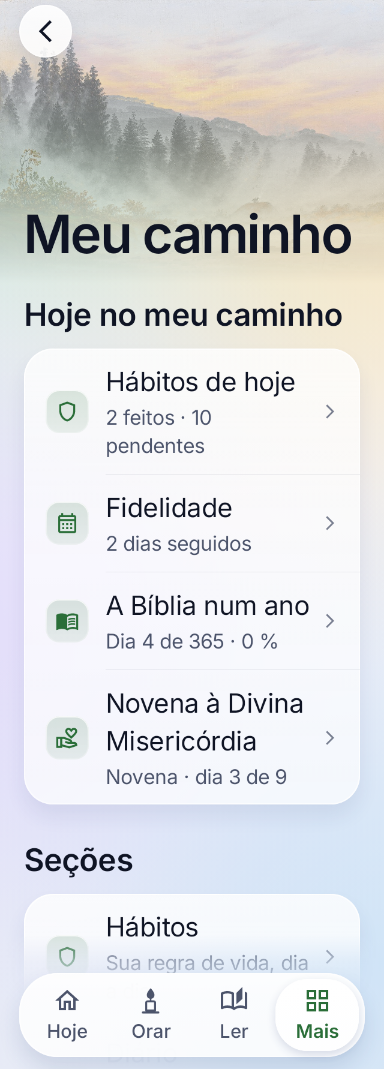 Meu caminho
Hoje no meu caminho
Hábitos de hoje
2 feitos · 10
pendentes
Fidelidade
2 dias seguidos
A Bíblia num ano
Dia 4 de 365 · 0 %
Novena à Divina
Misericórdia
Novena · dia 3 de 9
Seções
Hábitos
Sua regra de vida, dia
Hoje
Orar
Ler
Mais